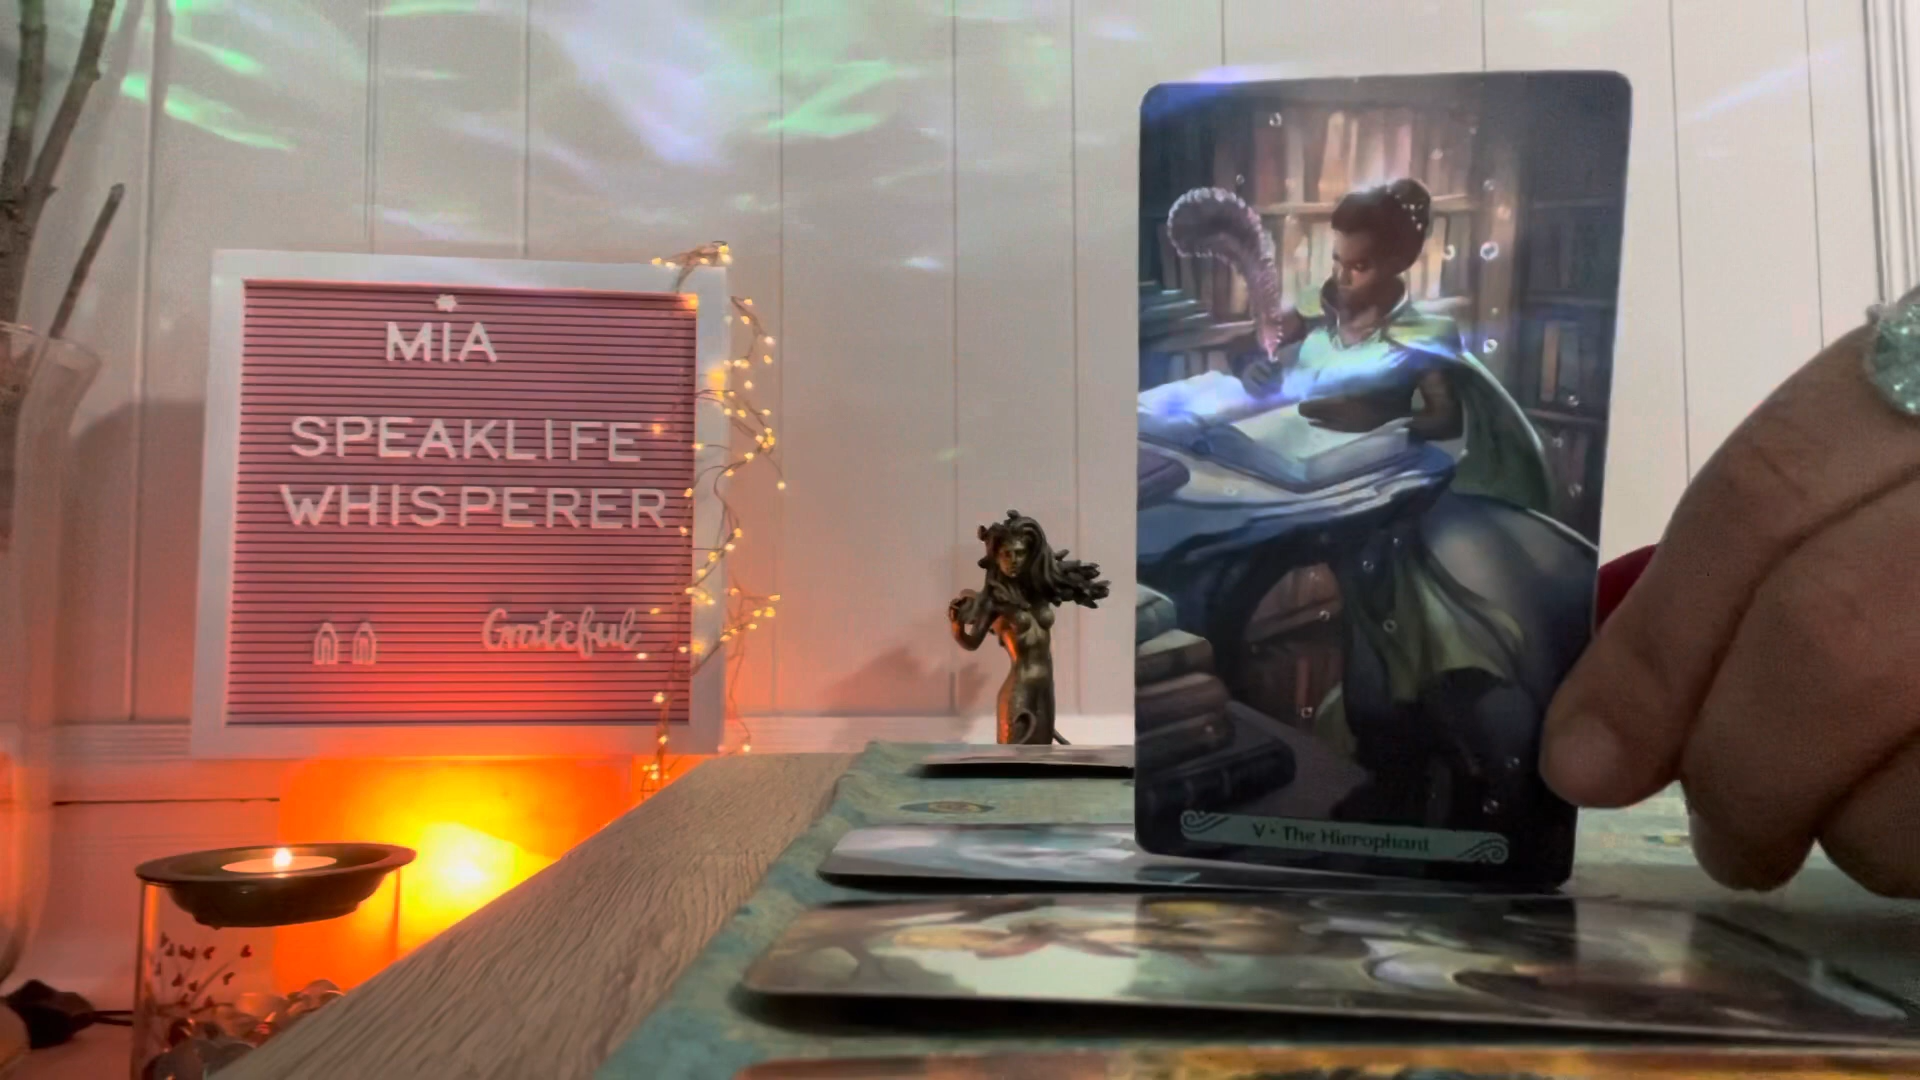 MIA
SPEAKLIFE
WHISPERER
Grateful
V • The Hierophant